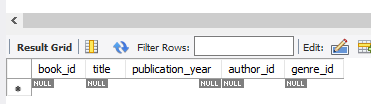 Result Grid Filter Rows: Edit:
book_id title publication_year author_id genre_id
NULL NULL NULL NULL NULL